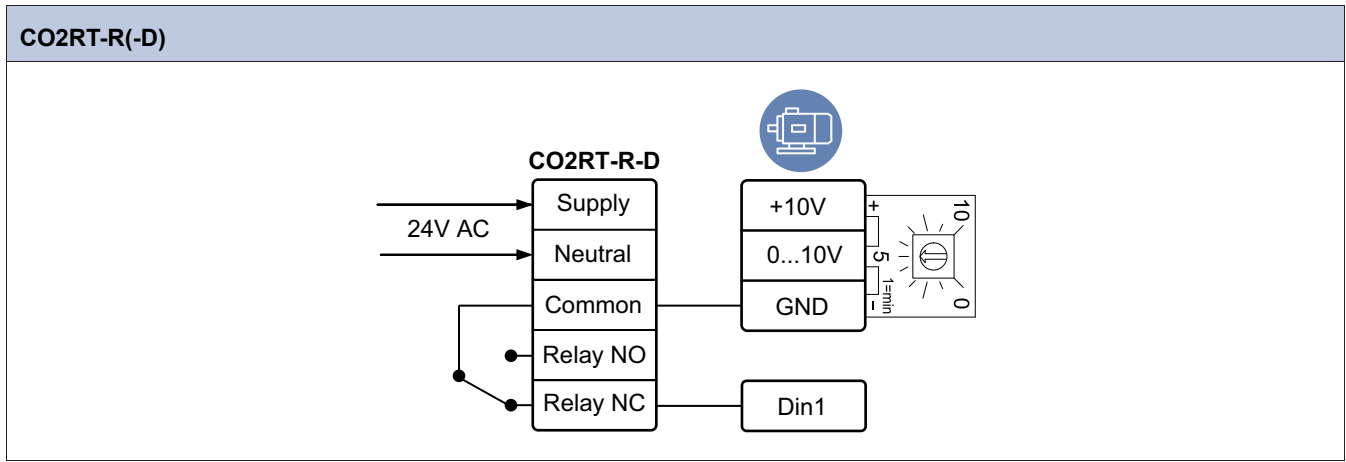 CO2RT-R(-D)
CO2RT-R-D
24V AC
Supply
Neutral
Common
Relay NO
Relay NC
+10V
0...10V
GND
Din1
+
-
10
5
1=min
0